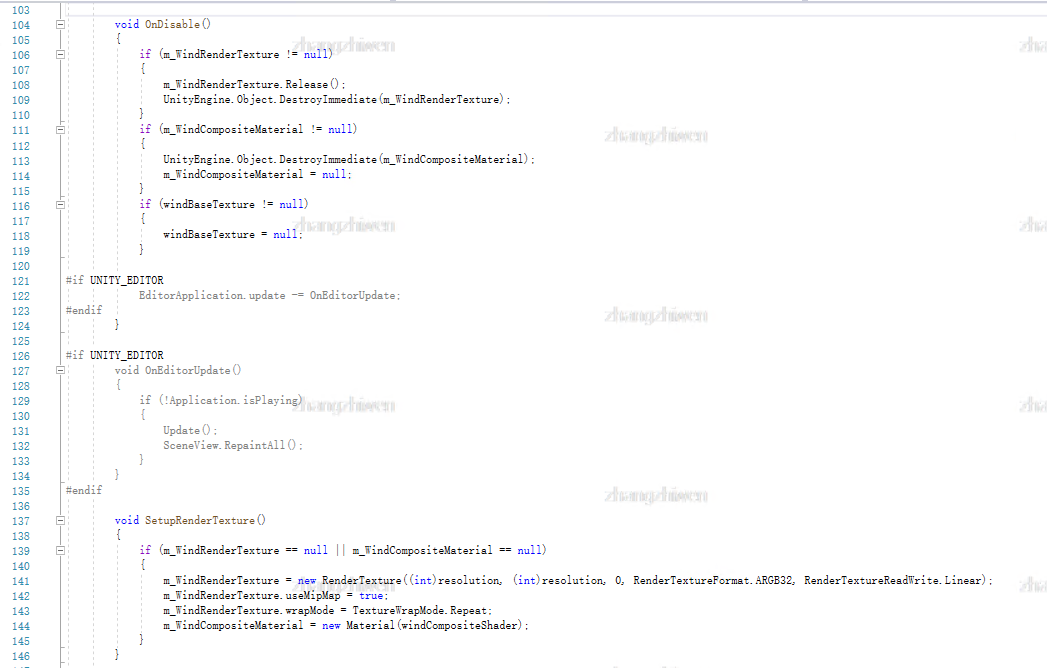 103
104 void OnDisable()
105 {
106 if (m_WindRenderTexture != null)
107 {
108 m_WindRenderTexture.Release();
109 UnityEngine.Object.DestroyImmediate(m_WindRenderTexture);
110 }
111 if (m_WindCompositeMaterial != null)
112 {
113 UnityEngine.Object.DestroyImmediate(m_WindCompositeMaterial);
114 m_WindCompositeMaterial = null;
115 }
116 if (windBaseTexture != null)
117 {
118 windBaseTexture = null;
119 }
120
121 #if UNITY_EDITOR
122 EditorApplication.update -= OnEditorUpdate;
123 #endif
124 }
125
126 #if UNITY_EDITOR
127 void OnEditorUpdate()
128 {
129 if (!Application.isPlaying)
130 {
131 Update();
132 SceneView.RepaintAll();
133 }
134 }
135 #endif
136
137 void SetupRenderTexture()
138 {
139 if (m_WindRenderTexture == null || m_WindCompositeMaterial == null)
140 {
141 m_WindRenderTexture = new RenderTexture((int)resolution, (int)resolution, 0, RenderTextureFormat.ARGB32, RenderTextureReadWrite.Linear);
142 m_WindRenderTexture.useMipMap = true;
143 m_WindRenderTexture.wrapMode = TextureWrapMode.Repeat;
144 m_WindCompositeMaterial = new Material(windCompositeShader);
145 }
146 }